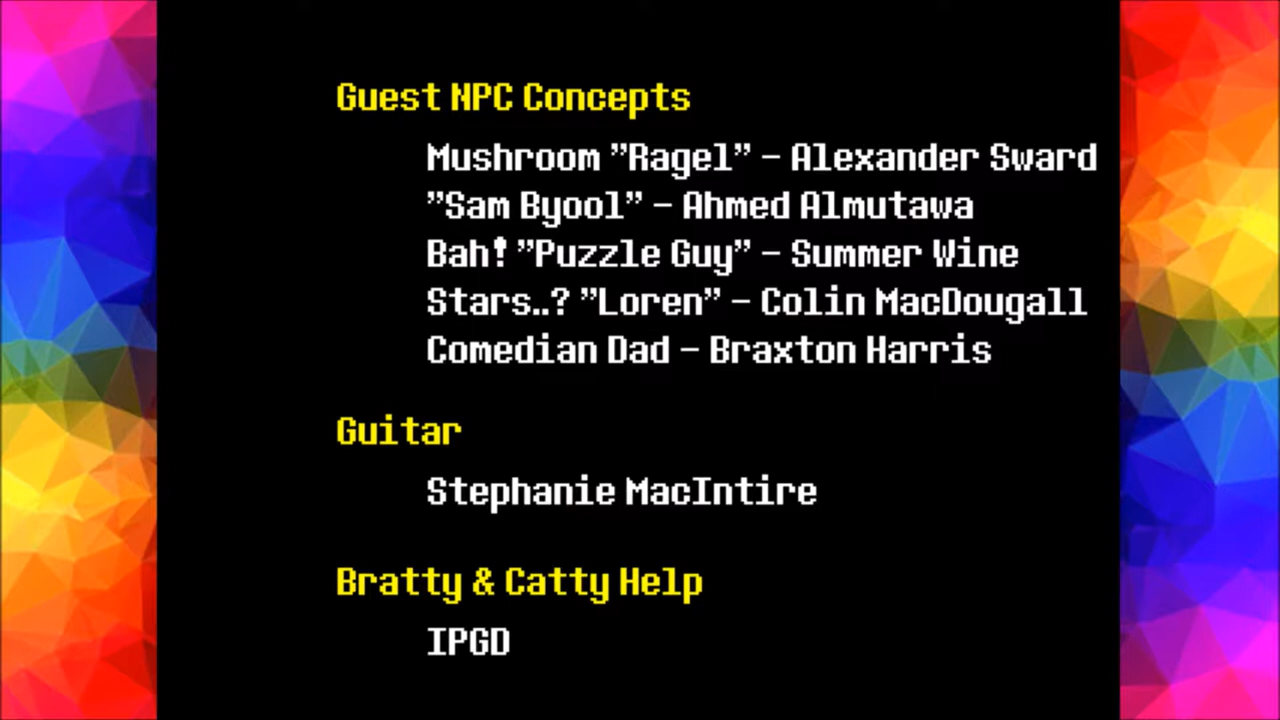 Guest NPC Concepts
Mushroom "Ragel" - Alexander Sward
"Sam Byool" - Ahmed Almutawa
Bah! "Puzzle Guy" - Summer Wine
Stars..? "Loren" - Colin MacDougall
Comedian Dad - Braxton Harris
Guitar
Stephanie MacIntire
Bratty & Catty Help
IPGD